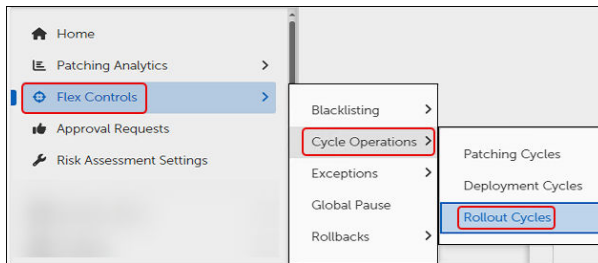 Home
Patching Analytics
Flex Controls
Approval Requests
Risk Assessment Settings
Blacklisting
Cycle Operations
Exceptions
Global Pause
Rollbacks
Patching Cycles
Deployment Cycles
Rollout Cycles